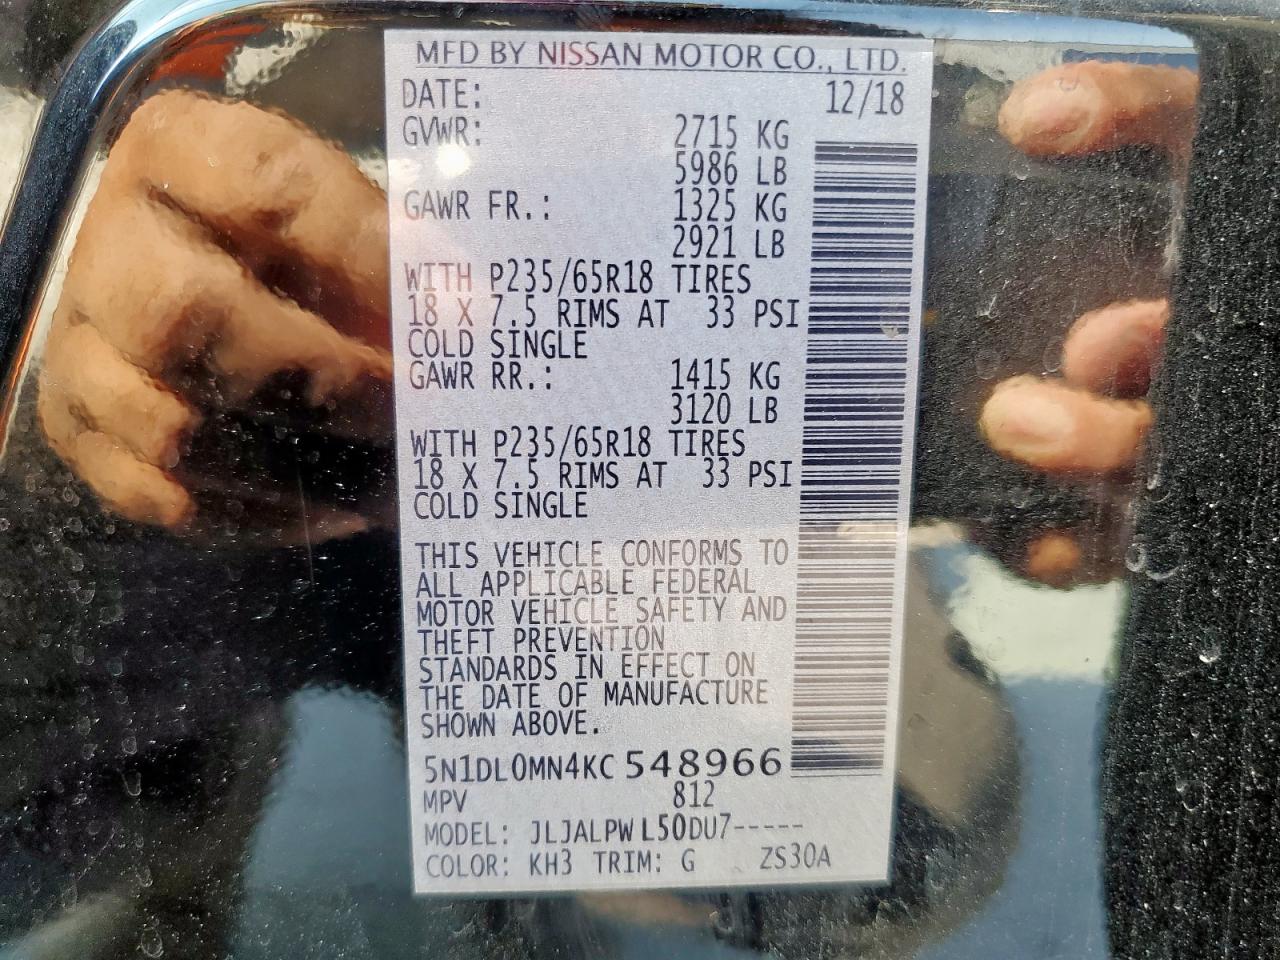 MFD BY NISSAN MOTOR CO., LTD.
DATE: 12/18
GVWR: 2715 KG
5986 LB
GAWR FR.: 1325 KG
2921 LB
WITH P235/65R18 TIRES
18 X 7.5 RIMS AT 33 PSI
COLD SINGLE
GAWR RR.: 1415 KG
3120 LB
WITH P235/65R18 TIRES
18 X 7.5 RIMS AT 33 PSI
COLD SINGLE
THIS VEHICLE CONFORMS TO
ALL APPLICABLE FEDERAL
MOTOR VEHICLE SAFETY AND
THEFT PREVENTION
STANDARDS IN EFFECT ON
THE DATE OF MANUFACTURE
SHOWN ABOVE.
5N1DL0MN4KC548966
MPV 812
MODEL: JLJALPWL50DU7-----
COLOR: KH3 TRIM: G ZS30A